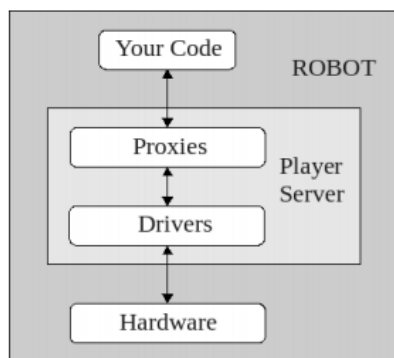 Your Code
ROBOT
Proxies
Player
Server
Drivers
Hardware